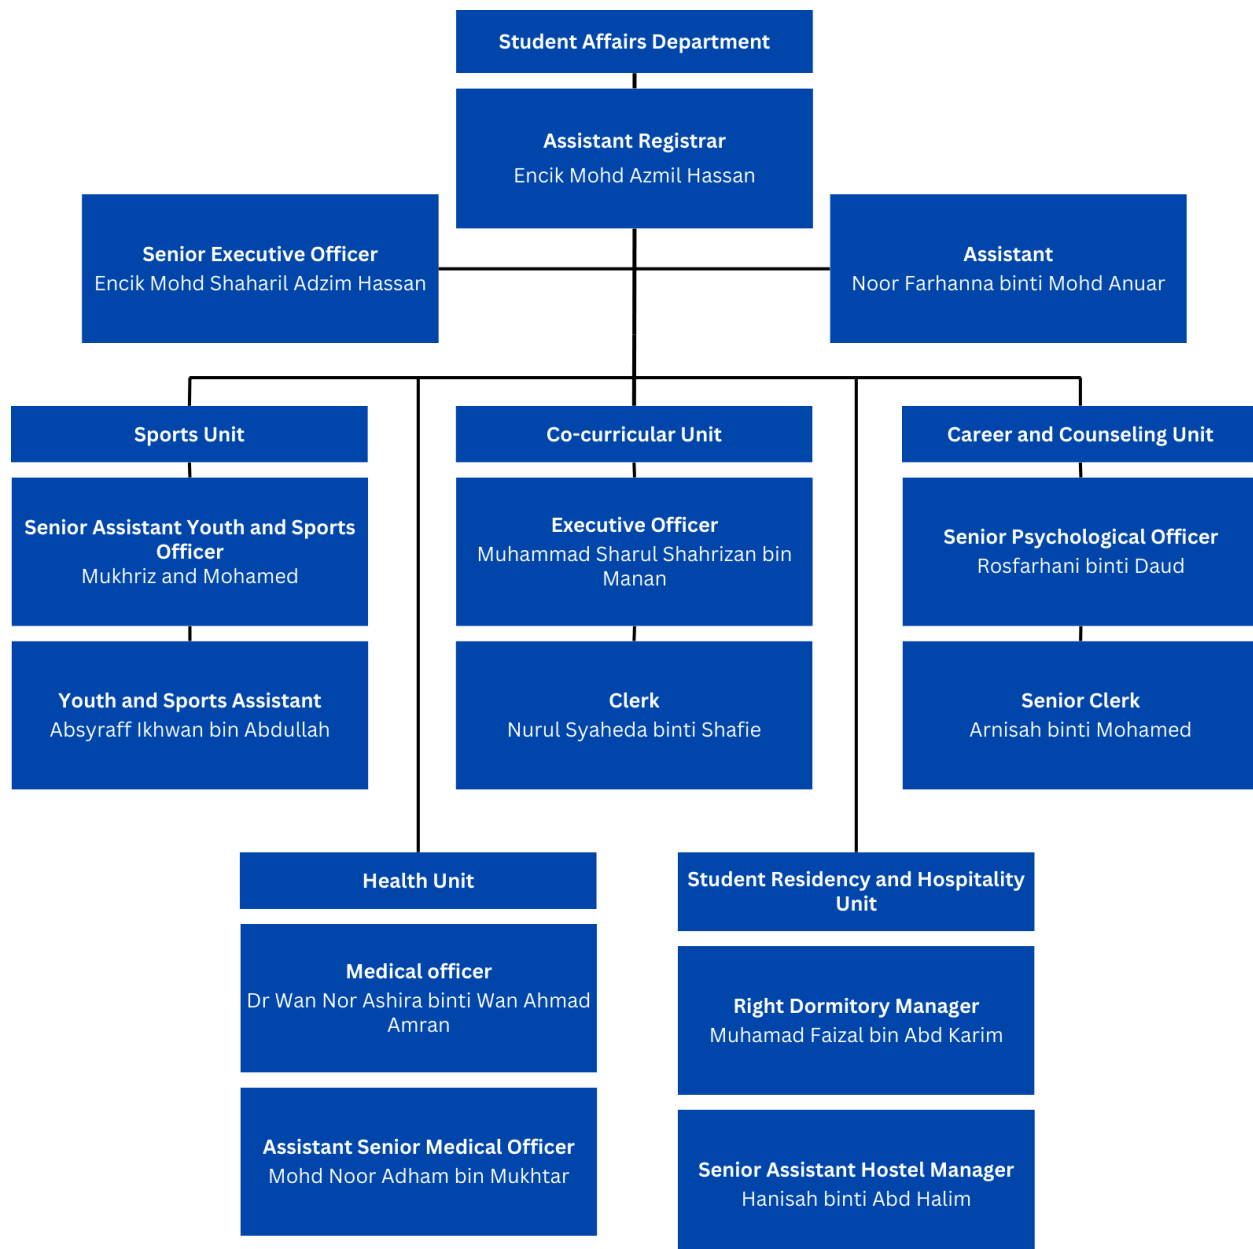 Student Affairs Department
Assistant Registrar
Encik Mohd Azmil Hassan
Senior Executive Officer
Encik Mohd Shaharil Adzim Hassan
Assistant
Noor Farhanna binti Mohd Anuar
Sports Unit
Senior Assistant Youth and Sports
Officer
Mukhriz and Mohamed
Youth and Sports Assistant
Absyraff Ikhwan bin Abdullah
Co-curricular Unit
Executive Officer
Muhammad Sharul Shahrizan bin
Manan
Clerk
Nurul Syaheda binti Shafie
Career and Counseling Unit
Senior Psychological Officer
Rosfarhani binti Daud
Senior Clerk
Arnisah binti Mohamed
Health Unit
Medical officer
Dr Wan Nor Ashira binti Wan Ahmad
Amran
Assistant Senior Medical Officer
Mohd Noor Adham bin Mukhtar
Student Residency and Hospitality
Unit
Right Dormitory Manager
Muhamad Faizal bin Abd Karim
Senior Assistant Hostel Manager
Hanisah binti Abd Halim